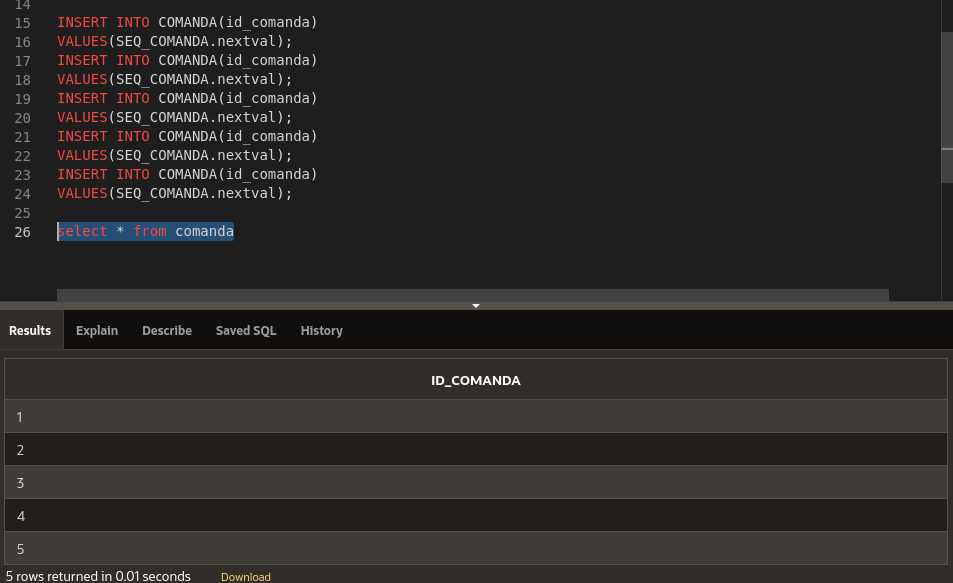 14
15 INSERT INTO COMANDA(id_comanda)
16 VALUES(SEQ_COMANDA.nextval);
17 INSERT INTO COMANDA(id_comanda)
18 VALUES(SEQ_COMANDA.nextval);
19 INSERT INTO COMANDA(id_comanda)
20 VALUES(SEQ_COMANDA.nextval);
21 INSERT INTO COMANDA(id_comanda)
22 VALUES(SEQ_COMANDA.nextval);
23 INSERT INTO COMANDA(id_comanda)
24 VALUES(SEQ_COMANDA.nextval);
25
26 select * from comanda
Results Explain Describe Saved SQL History
ID_COMANDA
1
2
3
4
5
5 rows returned in 0.01 seconds Download